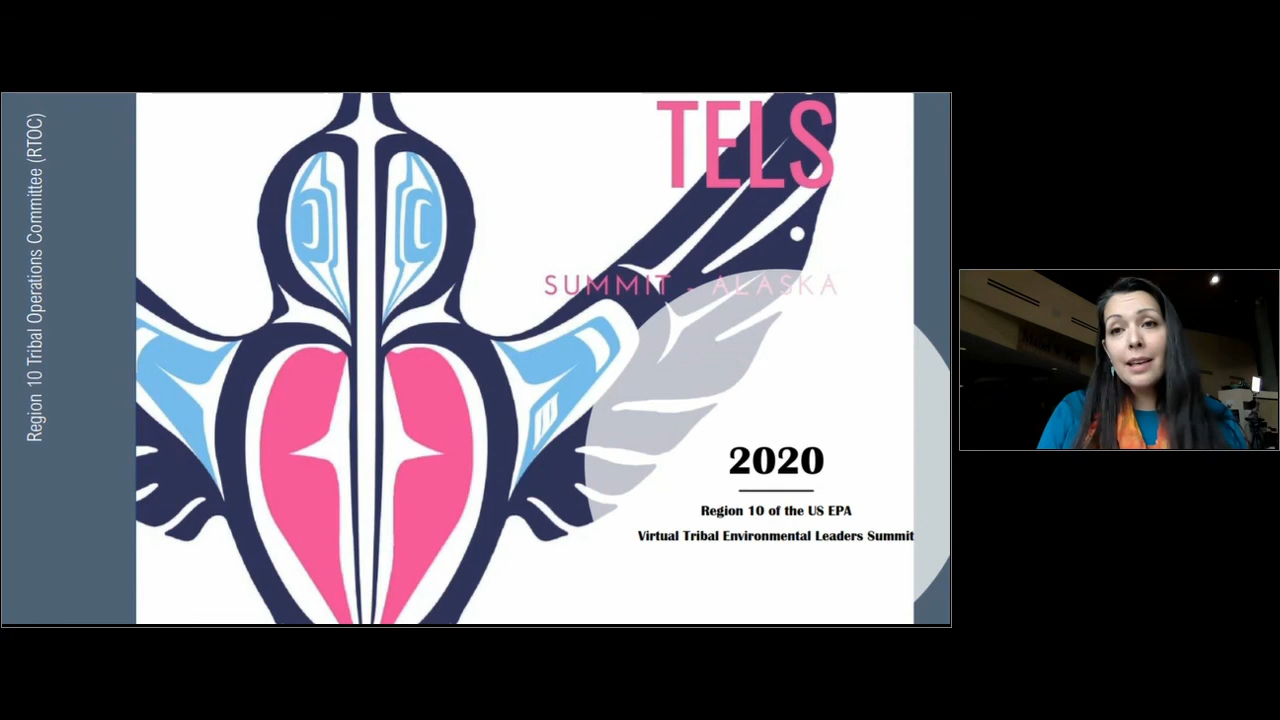 Region 10 Tribal Operations Committee (RTOC)
TELS
SUMMIT - ALASKA
2020
Region 10 of the US EPA
Virtual Tribal Environmental Leaders Summit